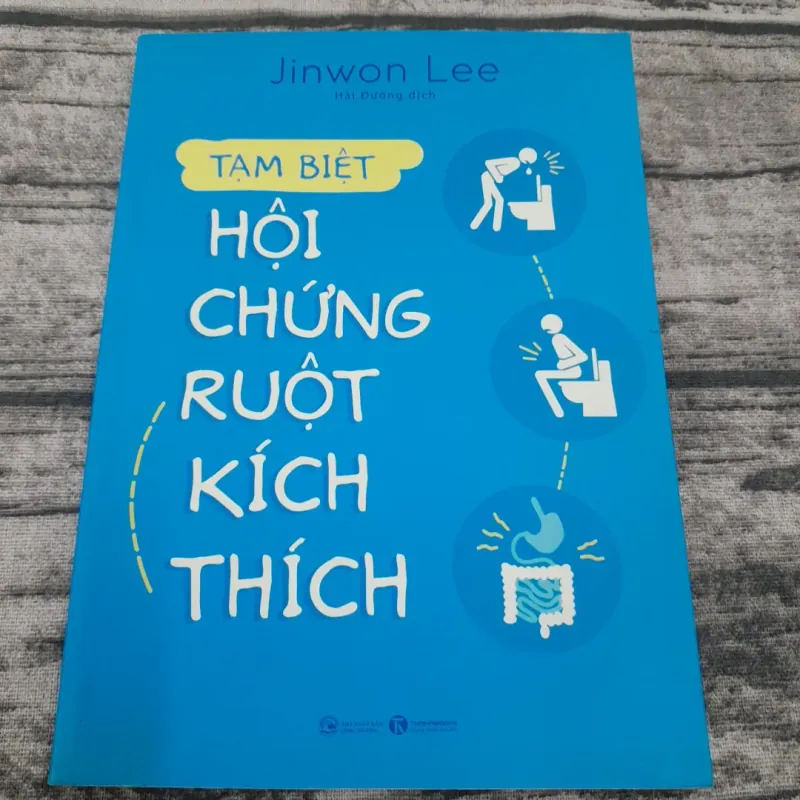 Jinwon Lee
Hải Đường dịch
TẠM BIỆT
HỘI
CHỨNG
RUỘT
KÍCH
THÍCH